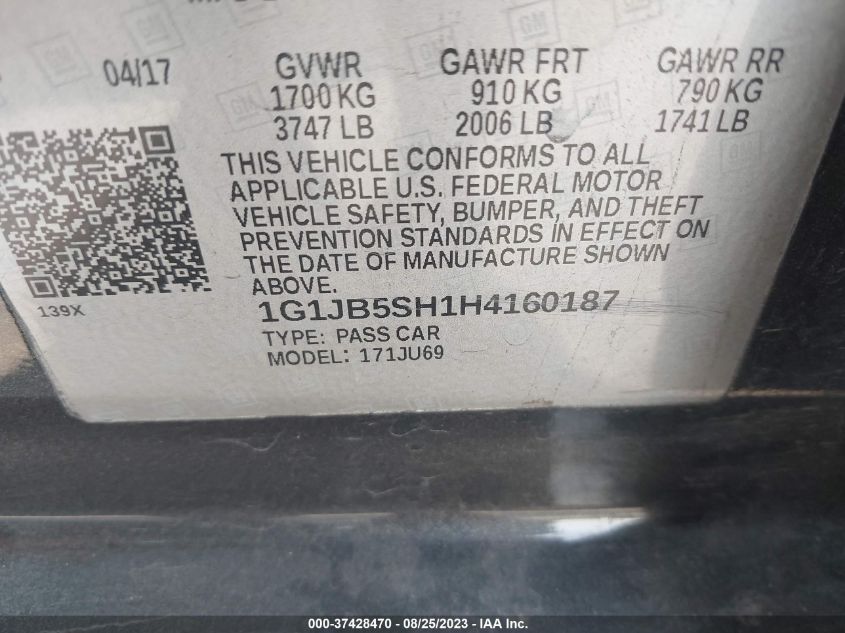 04/17 GVWR GAWR FRT GAWR RR
1700 KG 910 KG 790 KG
3747 LB 2006 LB 1741 LB
THIS VEHICLE CONFORMS TO ALL
APPLICABLE U.S. FEDERAL MOTOR
VEHICLE SAFETY, BUMPER, AND THEFT
PREVENTION STANDARDS IN EFFECT ON
THE DATE OF MANUFACTURE SHOWN
ABOVE.
139X
1G1JB5SH1H4160187
TYPE: PASS CAR
MODEL: 171JU69
000-37428470 - 08/25/2023 - IAA Inc.